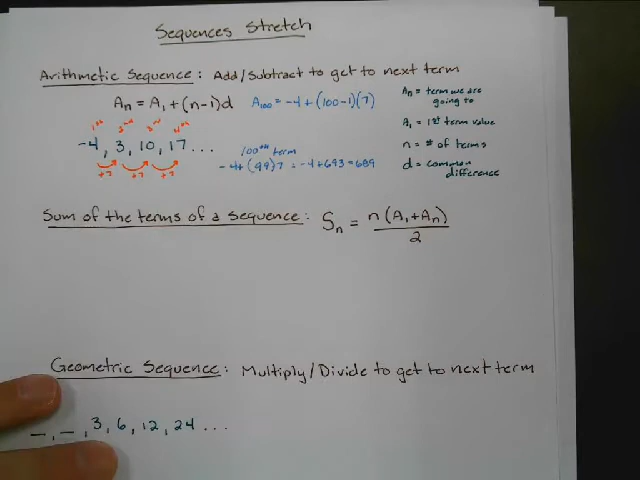 Sequences Stretch
Arithmetic Sequence: Add/Subtract to get to next term
An = A1 + (n-1)d
A100 = -4 + (100-1)(7)
An = term we are
going to
A1 = 1st term value
n = # of terms
d = common
difference
1st 2nd 3rd 4th
-4, 3, 10, 17...
+7 +7 +7
100th term
-4+(99)7 = -4+693=689
Sum of the terms of a sequence: Sn = n(A1+An)
2
Geometric Sequence: Multiply/Divide to get to next term
_, _, 3, 6, 12, 24...